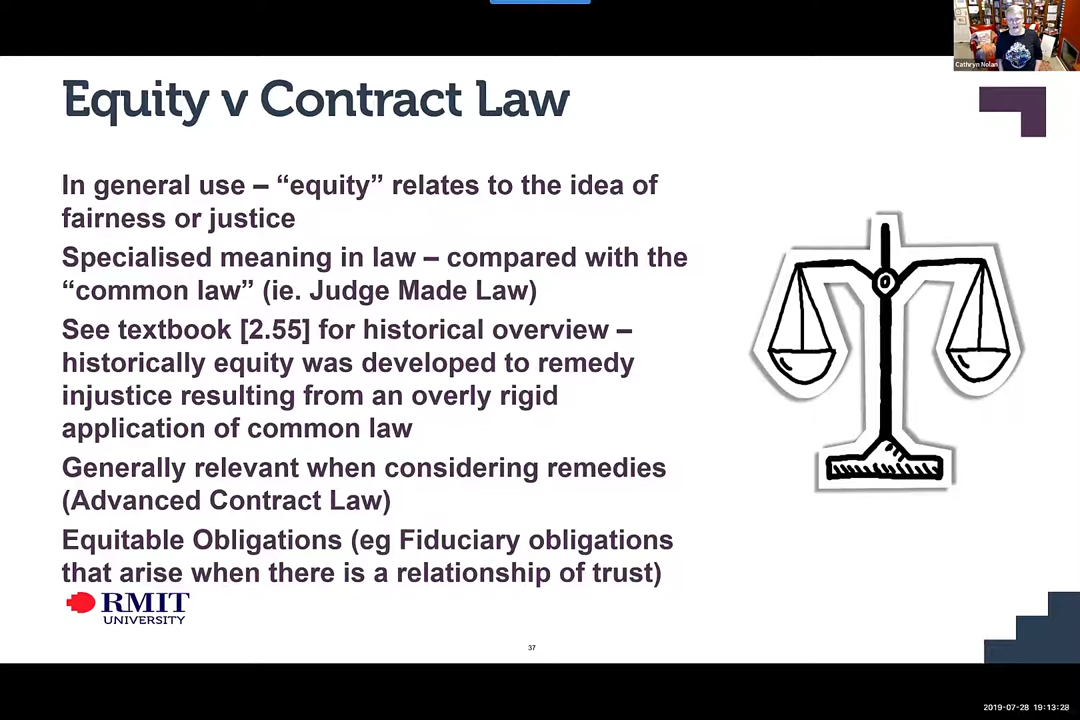 Cathryn Nolan
Equity v Contract Law
In general use – “equity” relates to the idea of
fairness or justice
Specialised meaning in law – compared with the
“common law” (ie. Judge Made Law)
See textbook [2.55] for historical overview –
historically equity was developed to remedy
injustice resulting from an overly rigid
application of common law
Generally relevant when considering remedies
(Advanced Contract Law)
Equitable Obligations (eg Fiduciary obligations
that arise when there is a relationship of trust)
RMIT
UNIVERSITY
37
2019-07-28 19:13:28